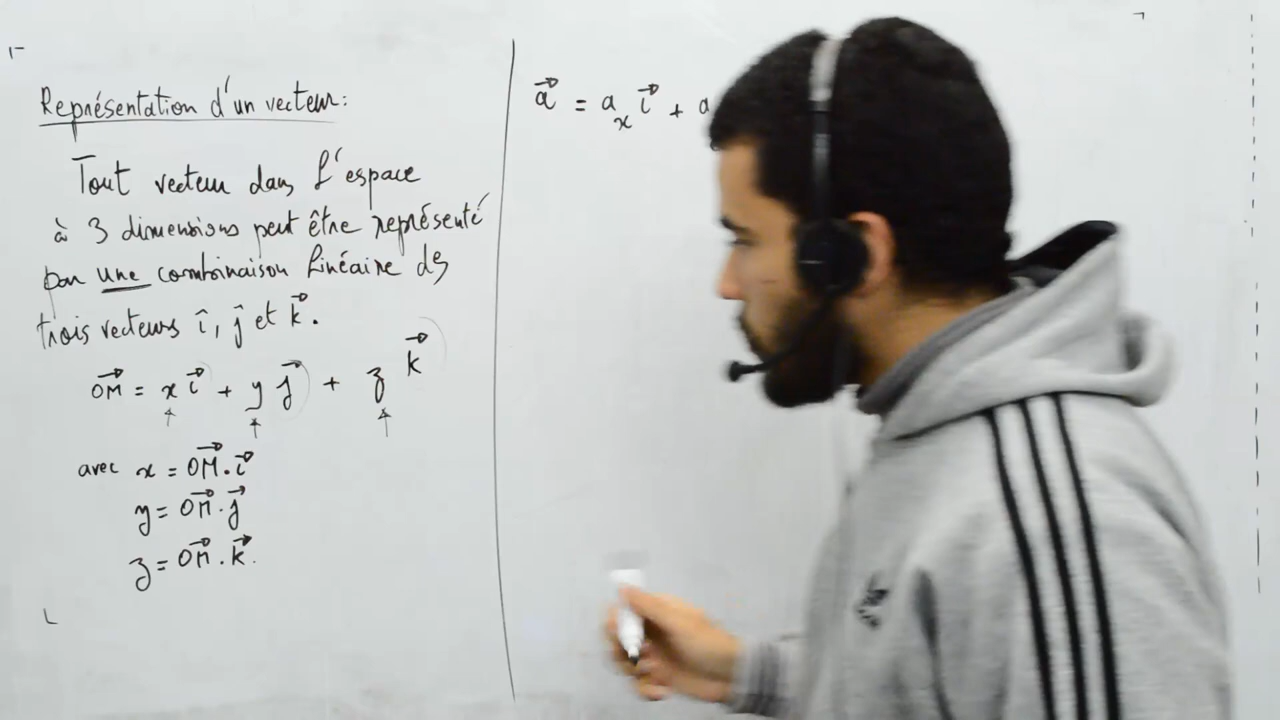 Représentation d'un vecteur:
Tout vecteur dans l'espace
à 3 dimensions peut être représenté
par une combinaison linéaire des
trois vecteurs i⃗, j⃗ et k⃗.
OM⃗ = x i⃗ + y j⃗ + z k⃗
avec x = OM⃗ . i⃗
y = OM⃗ . j⃗
z = OM⃗ . k⃗.
a⃗ = aₓ i⃗ + a